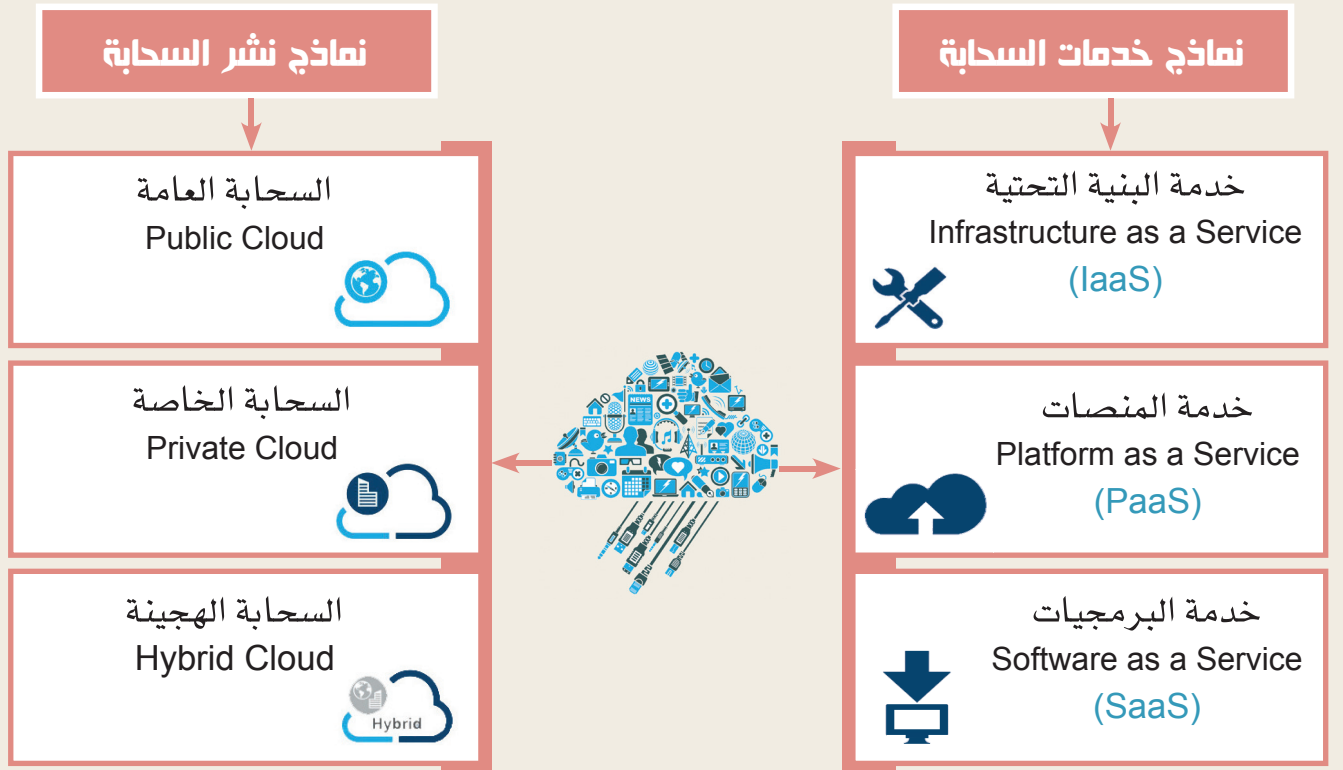 نماذج خدمات السحابة
خدمة البنية التحتية
Infrastructure as a Service
(IaaS)
خدمة المنصات
Platform as a Service
(PaaS)
خدمة البرمجيات
Software as a Service
(SaaS)
NEWS
نماذج نشر السحابة
السحابة العامة
Public Cloud
السحابة الخاصة
Private Cloud
السحابة الهجينة
Hybrid Cloud
Hybrid